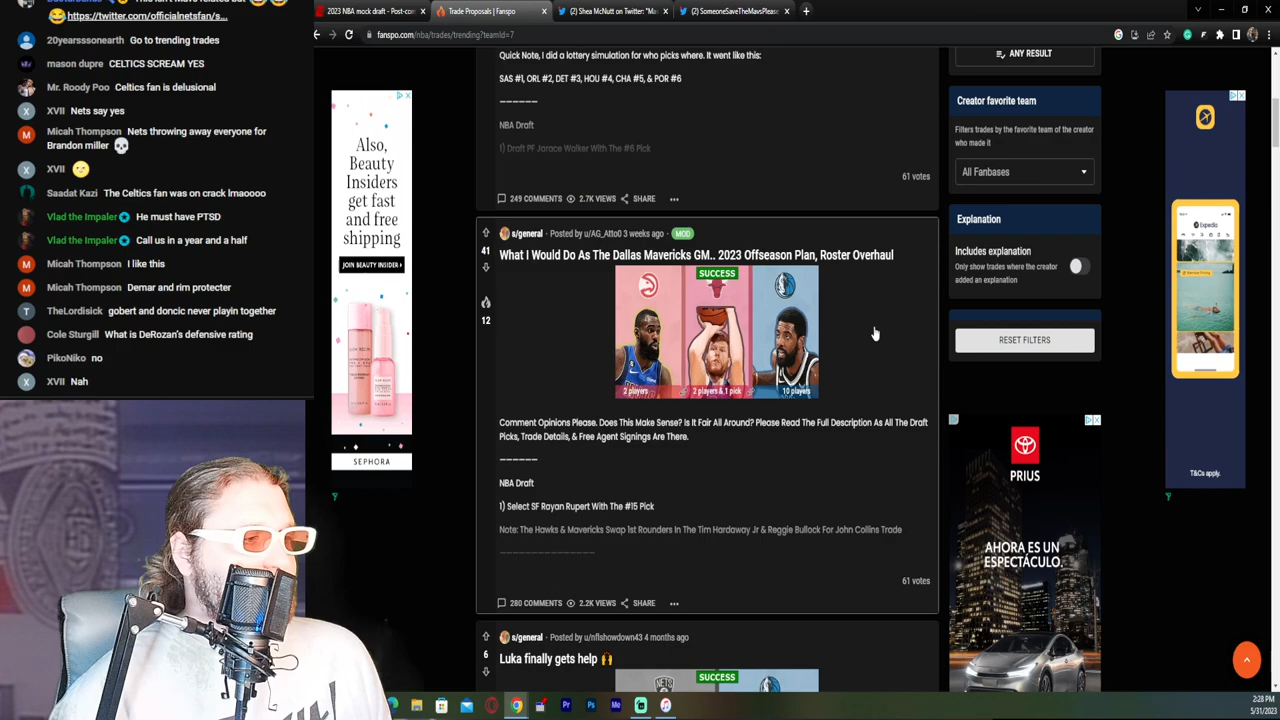 https://twitter.com/officialnetsfan/s...
20yearsssonearth Go to trending trades
mason dupre CELTICS SCREAM YES
Mr. Roody Poo Celtics fan is delusional
XVII Nets say yes
Micah Thompson Nets throwing away everyone for
Brandon miller
XVII
Saadat Kazi The Celtics fan was on crack lmaoooo
Vlad the Impaler He must have PTSD
Vlad the Impaler Call us in a year and a half
Micah Thompson I like this
Micah Thompson Demar and rim protecter
TheLordisick gobert and doncic never playin together
Cole Sturgill What is DeRozan's defensive rating
PikoNiko no
XVII Nah
2023 NBA mock draft - Post-com
Trade Proposals | Fanspo
(2) Shea McNutt on Twitter: "Ma
(2) SomeoneSaveTheMavsPlease
fanspo.com/nba/trades/trending?teamId=7
Also,
Beauty
Insiders
get fast
and free
shipping
JOIN BEAUTY INSIDER
SEPHORA
Quick Note, I did a lottery simulation for who picks where. It went like this:
SAS #1, ORL #2, DET #3, HOU #4, CHA #5, & POR #6
NBA Draft
1) Draft PF Jarace Walker With The #6 Pick
61 votes
249 COMMENTS 2.7K VIEWS SHARE
41
12
s/general · Posted by u/AG_Atto0 3 weeks ago MOD
What I Would Do As The Dallas Mavericks GM.. 2023 Offseason Plan, Roster Overhaul
SUCCESS
2 players
2 players & 1 pick
10 players
Comment Opinions Please. Does This Make Sense? Is It Fair All Around? Please Read The Full Description As All The Draft
Picks, Trade Details, & Free Agent Signings Are There.
NBA Draft
1) Select SF Rayan Rupert With The #15 Pick
Note: The Hawks & Mavericks Swap 1st Rounders In The Tim Hardaway Jr & Reggie Bullock For John Collins Trade
61 votes
280 COMMENTS 2.2K VIEWS SHARE
s/general · Posted by u/nflshowdown43 4 months ago
6
Luka finally gets help
SUCCESS
ANY RESULT
Creator favorite team
Filters trades by the favorite team of the creator
who made it
All Fanbases
Explanation
Includes explanation
Only show trades where the creator
added an explanation
RESET FILTERS
TOYOTA
PRIUS
AHORA ES UN
ESPECTÁCULO.
Expedia
T&Cs apply.
2:28 PM
5/31/2023